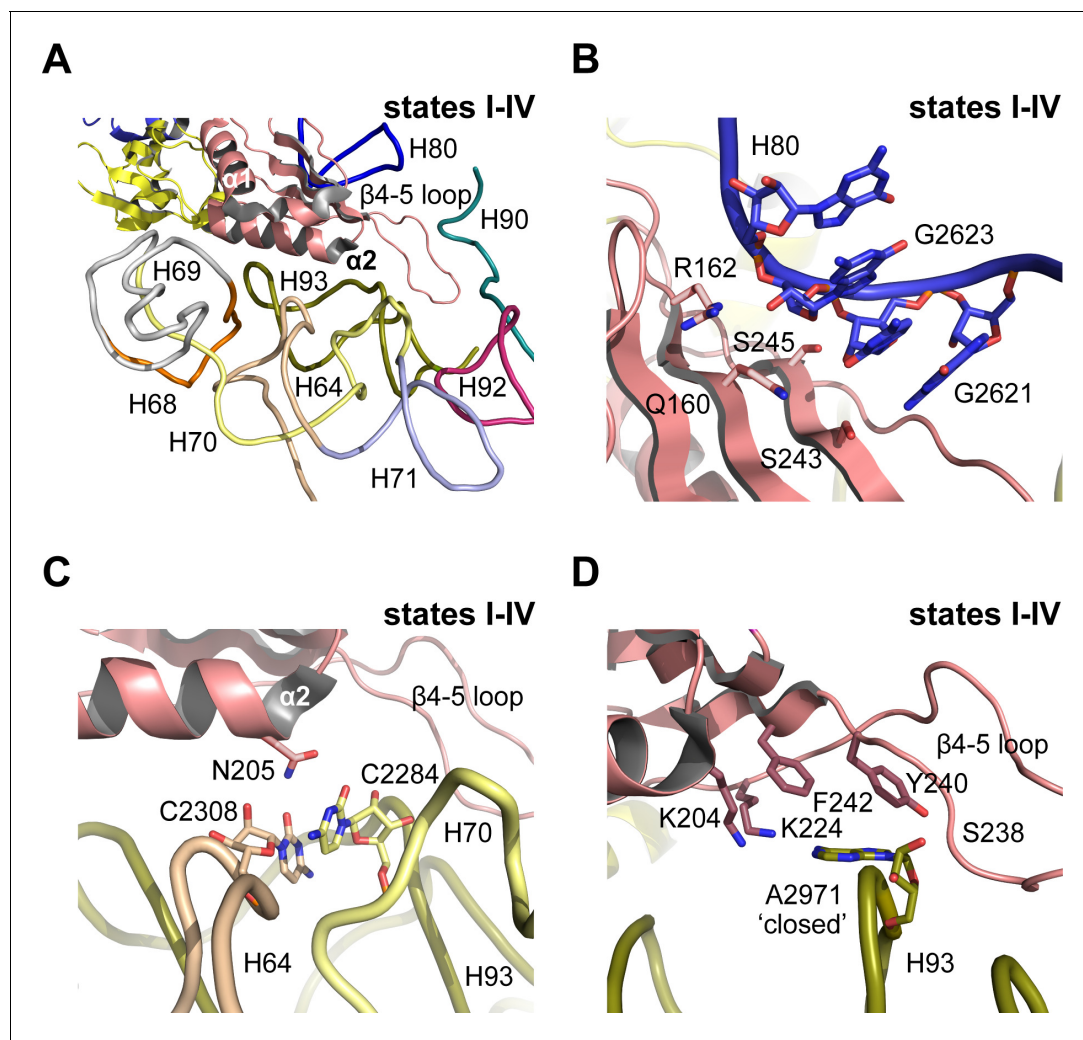 A
states I-IV
H80
α1
β4-5 loop
H90
α2
H69
H93
H68
H64
H92
H70
H71
B
states I-IV
H80
G2623
R162
S245
Q160
G2621
S243
C
states I-IV
α2
β4-5 loop
N205
C2284
C2308
H70
H64
H93
D
states I-IV
β4-5 loop
Y240
K204
F242
K224
S238
A2971
'closed'
H93